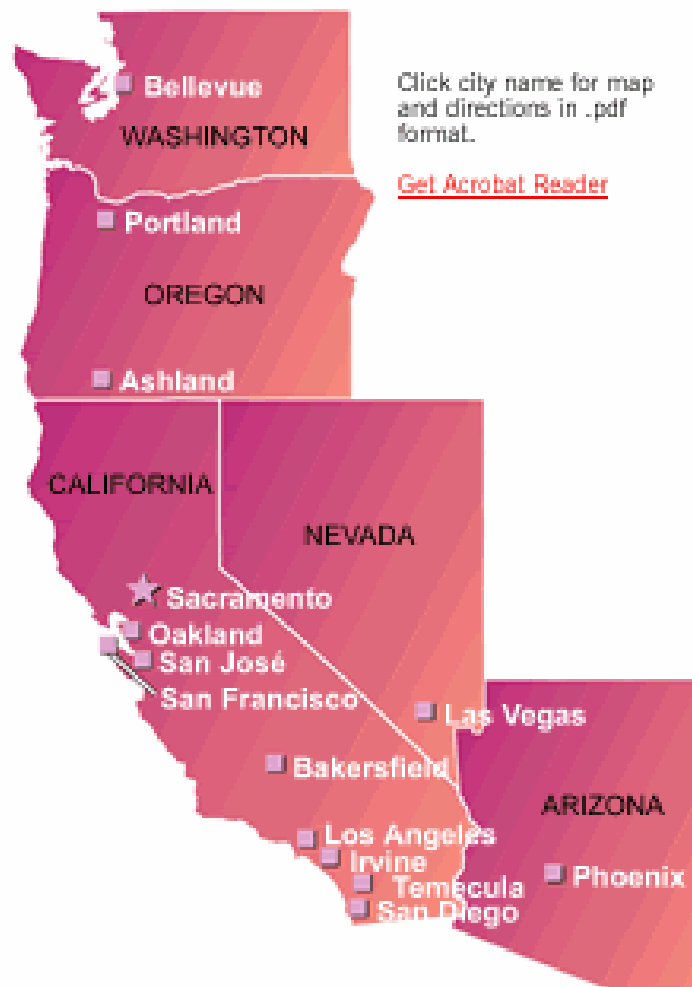 Bellevue
Click city name for map
and directions in .pdf
format.
WASHINGTON
Get Acrobat Reader
Portland
OREGON
Ashland
CALIFORNIA
NEVADA
Sacramento
Oakland
San José
San Francisco
Las Vegas
Bakersfield
ARIZONA
Los Angeles
Irvine
Phoenix
Temecula
San Diego